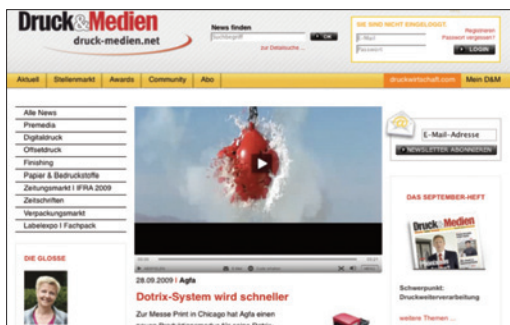 Druck&Medien
druck-medien.net
News finden
Suchbegriff
OK
zur Detailsuche ...
SIE SIND NICHT EINGELOGGT.
E-Mail
Passwort
Registrieren
Passwort vergessen?
LOGIN
Aktuell
Stellenmarkt
Awards
Community
Abo
druckwirtschaft.com
Mein D&M
Alle News
Premedia
Digitaldruck
Offsetdruck
Finishing
Papier & Bedruckstoffe
Zeitungsmarkt I IFRA 2009
Zeitschriften
Verpackungsmarkt
Labelexpo I Fachpack
DIE GLOSSE
28.09.2009 I Agfa
Dotrix-System wird schneller
Zur Messe Print in Chicago hat Agfa einen
E-Mail-Adresse
NEWSLETTER ABONNIEREN
DAS SEPTEMBER-HEFT
Druck&Medien
Schwerpunkt:
Druckweiterverarbeitung
weitere Themen ...